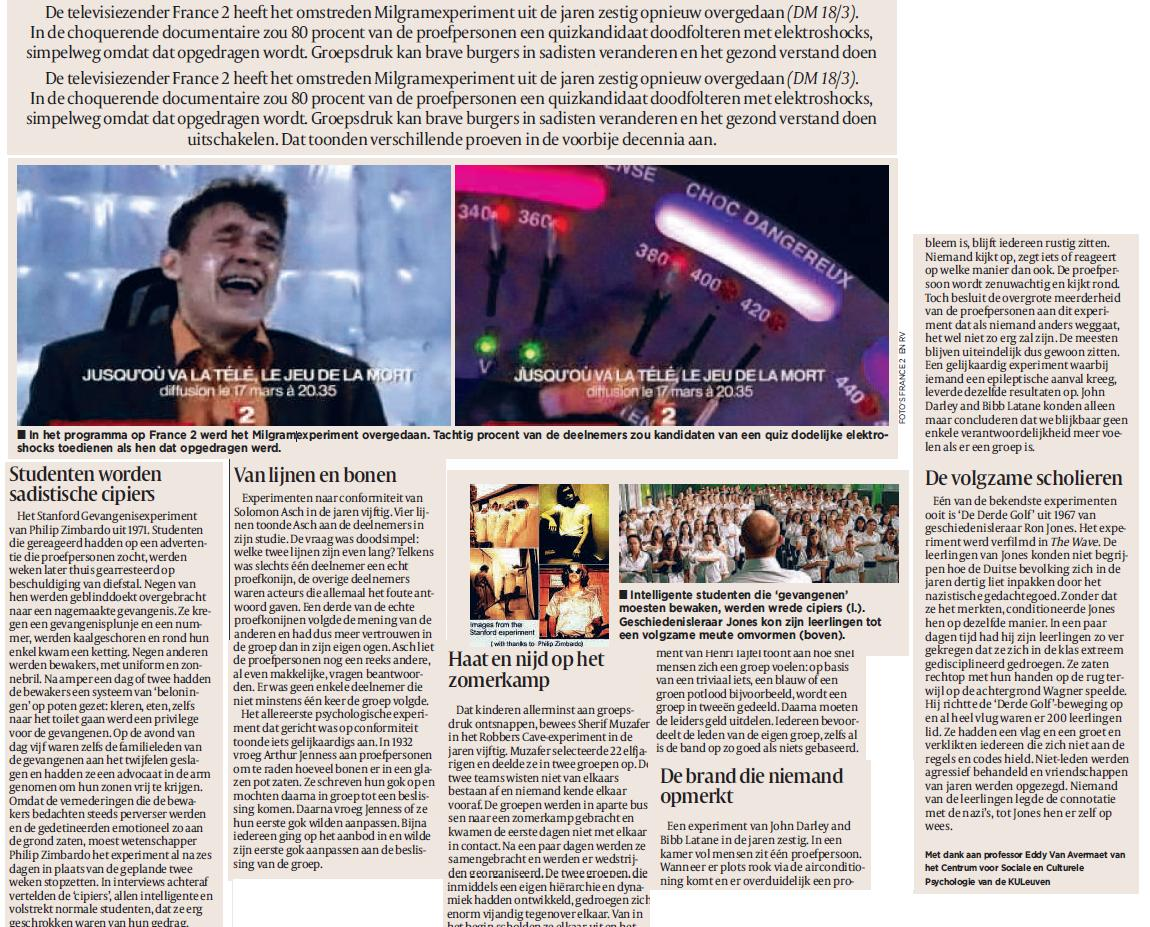 De televisiezender France 2 heeft het omstreden Milgramexperiment uit de jaren zestig opnieuw overgedaan (DM 18/3).
In de choquerende documentaire zou 80 procent van de proefpersonen een quizkandidaat doodfolteren met elektroshocks,
simpelweg omdat dat opgedragen wordt. Groepsdruk kan brave burgers in sadisten veranderen en het gezond verstand doen
De televisiezender France 2 heeft het omstreden Milgramexperiment uit de jaren zestig opnieuw overgedaan (DM 18/3).
In de choquerende documentaire zou 80 procent van de proefpersonen een quizkandidaat doodfolteren met elektroshocks,
simpelweg omdat dat opgedragen wordt. Groepsdruk kan brave burgers in sadisten veranderen en het gezond verstand doen
uitschakelen. Dat toonden verschillende proeven in de voorbije decennia aan.
JUSQU'OÙ VA LA TÉLÉ, LE JEU DE LA MORT
diffusion le 17 mars à 20.35
2
ENSE
CHOC DANGEREUX
340
360
380
400
420
440
V
JUSQU'OÙ VA LA TÉLÉ, LE JEU DE LA MORT
diffusion le 17 mars à 20.35
2
FOTO'S FRANCE 2 EN RV
■ In het programma op France 2 werd het Milgramexperiment overgedaan. Tachtig procent van de deelnemers zou kandidaten van een quiz dodelijke elektro-
shocks toedienen als hen dat opgedragen werd.
Studenten worden
sadistische cipiers
Het Stanford Gevangenisexperiment
van Philip Zimbardo uit 1971. Studenten
die gereageerd hadden op een adverten-
tie die proefpersonen zocht, werden
weken later thuis gearresteerd op
beschuldiging van diefstal. Negen van
hen werden geblinddoekt overgebracht
naar een nagemaakte gevangenis. Ze kre-
gen een gevangenisplunje en een num-
mer, werden kaalgeschoren en rond hun
enkel kwam een ketting. Negen anderen
werden bewakers, met uniform en zon-
nebril. Na amper een dag of twee hadden
de bewakers een systeem van 'belonin-
gen' op poten gezet: kleren, eten, zelfs
naar het toilet gaan werd een privilege
voor de gevangenen. Op de avond van
dag vijf waren zelfs de familieleden van
de gevangenen aan het twijfelen gesla-
gen en hadden ze een advocaat in de arm
genomen om hun zonen vrij te krijgen.
Omdat de vernederingen die de bewa-
kers bedachten steeds perverser werden
en de gedetineerden emotioneel zo aan
de grond zaten, moest wetenschapper
Philip Zimbardo het experiment al na zes
dagen in plaats van de geplande twee
weken stopzetten. In interviews achteraf
vertelden de 'cipiers', allen intelligente en
volstrekt normale studenten, dat ze erg
geschrokken waren van hun gedrag.
Van lijnen en bonen
Experimenten naar conformiteit van
Solomon Asch in de jaren vijftig. Vier lij-
nen toonde Asch aan de deelnemers in
zijn studie. De vraag was doodsimpel:
welke twee lijnen zijn even lang? Telkens
was slechts één deelnemer een echt
proefkonijn, de overige deelnemers
waren acteurs die allemaal het foute ant-
woord gaven. Een derde van de echte
proefkonijnen volgde de mening van de
anderen en had dus meer vertrouwen in
de groep dan in zijn eigen ogen. Asch liet
de proefpersonen nog een reeks andere,
al even makkelijke, vragen beantwoor-
den. Er was geen enkele deelnemer die
niet minstens één keer de groep volgde.
Het allereerste psychologische experi-
ment dat gericht was op conformiteit
toonde iets gelijkaardigs aan. In 1932
vroeg Arthur Jenness aan proefpersonen
om te raden hoeveel bonen er in een gla-
zen pot zaten. Ze schreven hun gok op en
mochten daarna in groep tot een beslis-
sing komen. Daarna vroeg Jenness of ze
hun eerste gok wilden aanpassen. Bijna
iedereen ging op het aanbod in en wilde
zijn eerste gok aanpassen aan de beslis-
sing van de groep.
Images from the
Stanford experiment
( with thanks to Philip Zimbardo)
■ Intelligente studenten die 'gevangenen'
moesten bewaken, werden wrede cipiers (l.).
Geschiedenisleraar Jones kon zijn leerlingen tot
een volgzame meute omvormen (boven).
Haat en nijd op het
zomerkamp
Dat kinderen allerminst aan groeps-
druk ontsnappen, bewees Sherif Muzafer
in het Robbers Cave-experiment in de
jaren vijftig. Muzafer selecteerde 22 elfja-
rigen en deelde ze in twee groepen op. De
twee teams wisten niet van elkaars
bestaan af en niemand kende elkaar
vooraf. De groepen werden in aparte bus
sen naar een zomerkamp gebracht en
kwamen de eerste dagen niet met elkaar
in contact. Na een paar dagen werden ze
samengebracht en werden er wedstrij-
den georganiseerd. De twee groepen, die
inmiddels een eigen hiërarchie en dyna-
miek hadden ontwikkeld, gedroegen zich
enorm vijandig tegenover elkaar. Van in
het begin scholden ze elkaar uit en het
ment van Henri Tajfel toont aan hoe snel
mensen zich een groep voelen: op basis
van een triviaal iets, een blauw of een
groen potlood bijvoorbeeld, wordt een
groep in tweeën gedeeld. Daarna moeten
de leiders geld uitdelen. Iedereen bevoor-
deelt de leden van de eigen groep, zelfs al
is de band op zo goed als niets gebaseerd.
De brand die niemand
opmerkt
Een experiment van John Darley and
Bibb Latane in de jaren zestig. In een
kamer vol mensen zit één proefpersoon.
Wanneer er plots rook via de airconditio-
ning komt en er overduidelijk een pro-
bleem is, blijft iedereen rustig zitten.
Niemand kijkt op, zegt iets of reageert
op welke manier dan ook. De proefper-
soon wordt zenuwachtig en kijkt rond.
Toch besluit de overgrote meerderheid
van de proefpersonen aan dit experi-
ment dat als niemand anders weggaat,
het wel niet zo erg zal zijn. De meesten
blijven uiteindelijk dus gewoon zitten.
Een gelijkaardig experiment waarbij
iemand een epileptische aanval kreeg,
leverde dezelfde resultaten op. John
Darley and Bibb Latane konden alleen
maar concluderen dat we blijkbaar geen
enkele verantwoordelijkheid meer voe-
len als er een groep is.
De volgzame scholieren
Eén van de bekendste experimenten
ooit is 'De Derde Golf' uit 1967 van
geschiedenisleraar Ron Jones. Het expe-
riment werd verfilmd in The Wave. De
leerlingen van Jones konden niet begrij-
pen hoe de Duitse bevolking zich in de
jaren dertig liet inpakken door het
nazistische gedachtegoed. Zonder dat
ze het merkten, conditioneerde Jones
hen op dezelfde manier. In een paar
dagen tijd had hij zijn leerlingen zo ver
gekregen dat ze zich in de klas extreem
gedisciplineerd gedroegen. Ze zaten
rechtop met hun handen op de rug ter-
wijl op de achtergrond Wagner speelde.
Hij richtte de 'Derde Golf'-beweging op
en al heel vlug waren er 200 leerlingen
lid. Ze hadden een vlag en een groet en
verklikten iedereen die zich niet aan de
regels en codes hield. Niet-leden werden
agressief behandeld en vriendschappen
van jaren werden opgezegd. Niemand
van de leerlingen legde de connotatie
met de nazi's, tot Jones hen er zelf op
wees.
Met dank aan professor Eddy Van Avermaet van
het Centrum voor Sociale en Culturele
Psychologie van de KULeuven